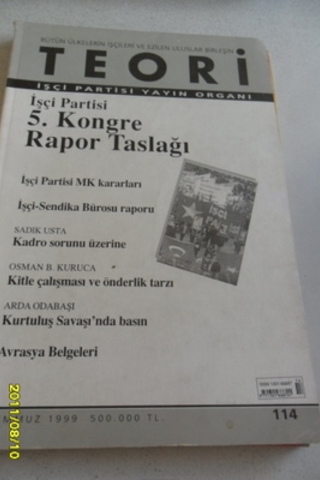 BÜTÜN ÜLKELERİN İŞÇİLERİ VE EZİLEN ULUSLAR BİRLEŞİN
TEORİ
İŞÇİ PARTİSİ YAYIN ORGANI
İşçi Partisi
5. Kongre
Rapor Taslağı
İşçi Partisi MK kararları
İşçi-Sendika Bürosu raporu
SADIK USTA
Kadro sorunu üzerine
OSMAN B. KURUCA
Kitle çalışması ve önderlik tarzı
ARDA ODABAŞI
Kurtuluş Savaşı'nda basın
Avrasya Belgeleri
1999 500.000 TL.
114
2011/08/10